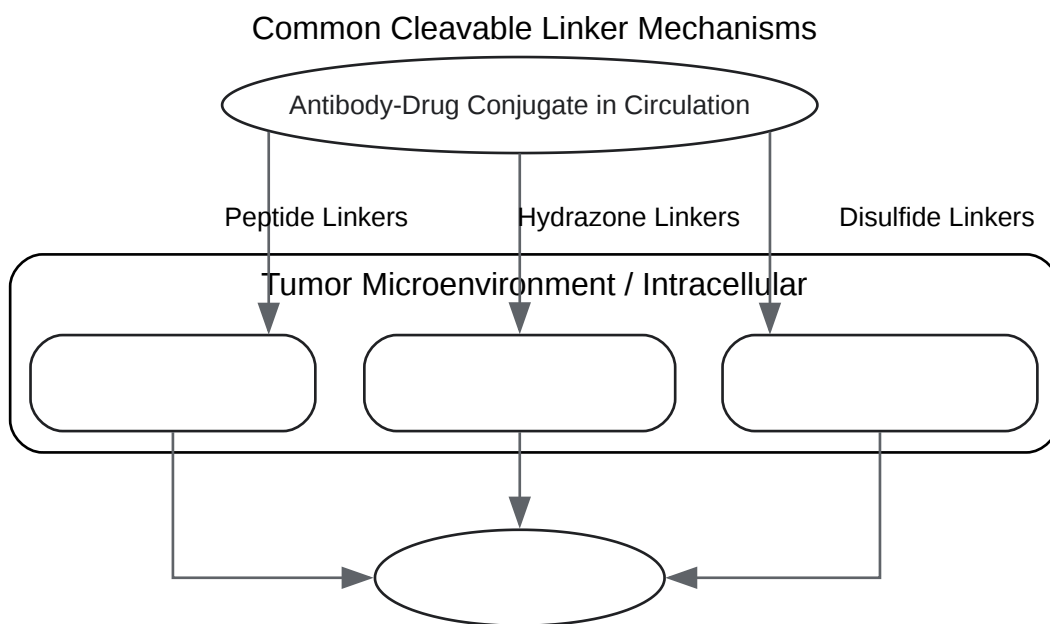 Common Cleavable Linker Mechanisms
Antibody-Drug Conjugate in Circulation
Peptide Linkers
Hydrazone Linkers
Disulfide Linkers
Tumor Microenvironment / Intracellular